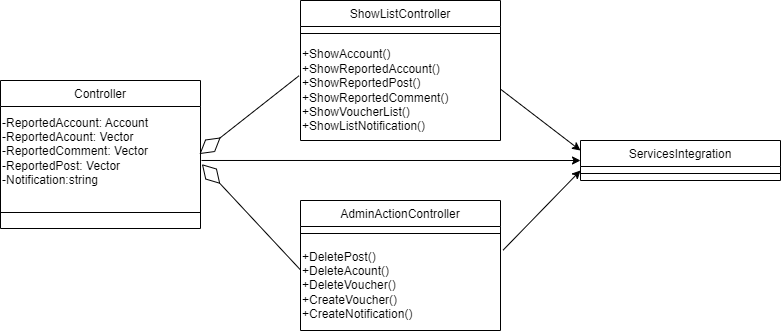 ShowListController
+ShowAccount()
+ShowReportedAccount()
+ShowReportedPost()
+ShowReportedComment()
+ShowVoucherList()
+ShowListNotification()
Controller
-ReportedAccount: Account
-ReportedAcount: Vector
-ReportedComment: Vector
-ReportedPost: Vector
-Notification:string
ServicesIntegration
AdminActionController
+DeletePost()
+DeleteAcount()
+DeleteVoucher()
+CreateVoucher()
+CreateNotification()